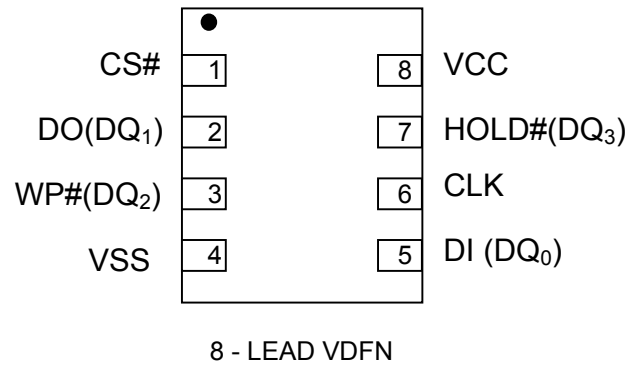 CS# 1 8 VCC
DO(DQ₁) 2 7 HOLD#(DQ₃)
WP#(DQ₂) 3 6 CLK
VSS 4 5 DI (DQ₀)
8 - LEAD VDFN